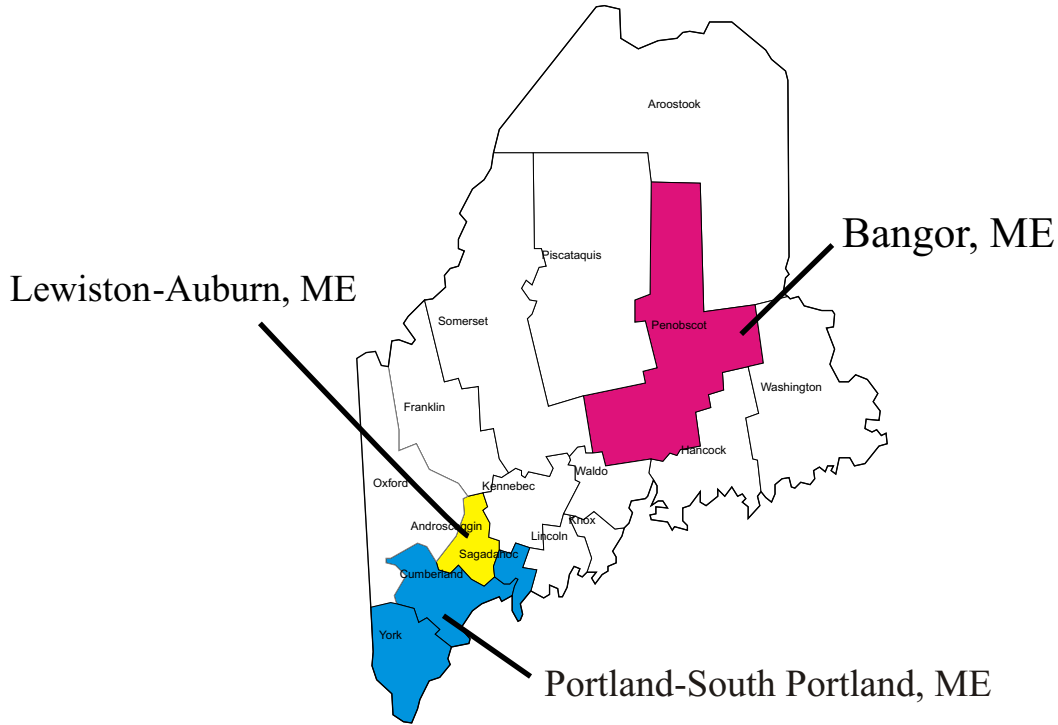 Aroostook
Bangor, ME
Piscataquis
Lewiston-Auburn, ME
Somerset
Penobscot
Washington
Franklin
Hancock
Waldo
Oxford
Kennebec
Knox
Androscoggin
Lincoln
Sagadahoc
Cumberland
York
Portland-South Portland, ME